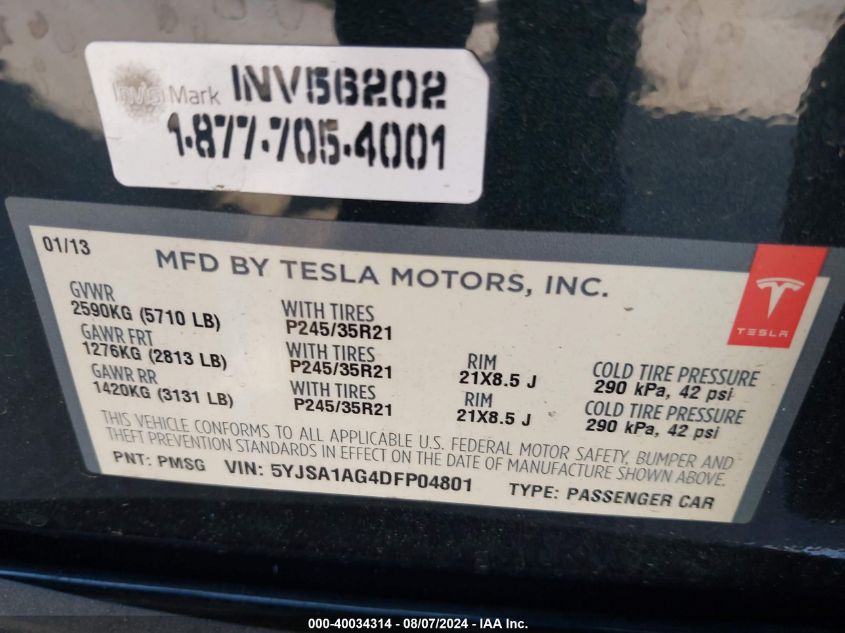 InvisiMark INV56202
1-877-705-4001
01/13
MFD BY TESLA MOTORS, INC.
TESLA
GVWR
2590KG (5710 LB) WITH TIRES P245/35R21
GAWR FRT
1276KG (2813 LB) WITH TIRES P245/35R21 RIM 21X8.5 J COLD TIRE PRESSURE 290 kPa, 42 psi
GAWR RR
1420KG (3131 LB) WITH TIRES P245/35R21 RIM 21X8.5 J COLD TIRE PRESSURE 290 kPa, 42 psi
THIS VEHICLE CONFORMS TO ALL APPLICABLE U.S. FEDERAL MOTOR SAFETY, BUMPER AND
THEFT PREVENTION STANDARDS IN EFFECT ON THE DATE OF MANUFACTURE SHOWN ABOVE.
PNT: PMSG VIN: 5YJSA1AG4DFP04801 TYPE: PASSENGER CAR
000-40034314 - 08/07/2024 - IAA Inc.